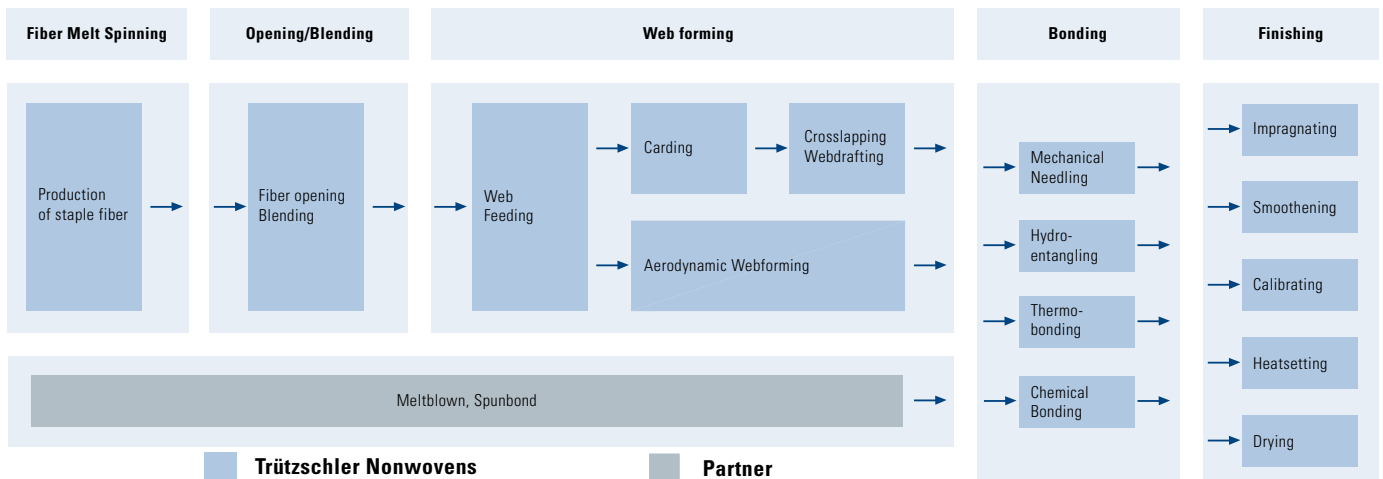 Fiber Melt Spinning
Opening/Blending
Web forming
Bonding
Finishing
Production
of staple fiber
Fiber opening
Blending
Web
Feeding
Carding
Crosslapping
Webdrafting
Aerodynamic Webforming
Meltblown, Spunbond
Mechanical
Needling
Hydro-
entangling
Thermo-
bonding
Chemical
Bonding
Impragnating
Smoothening
Calibrating
Heatsetting
Drying
Trützschler Nonwovens
Partner